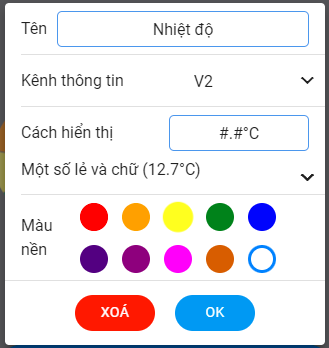 Tên Nhiệt độ
Kênh thông tin V2
Cách hiển thị #.#°C
Một số lẻ và chữ (12.7°C)
Màu
nền
XOÁ OK